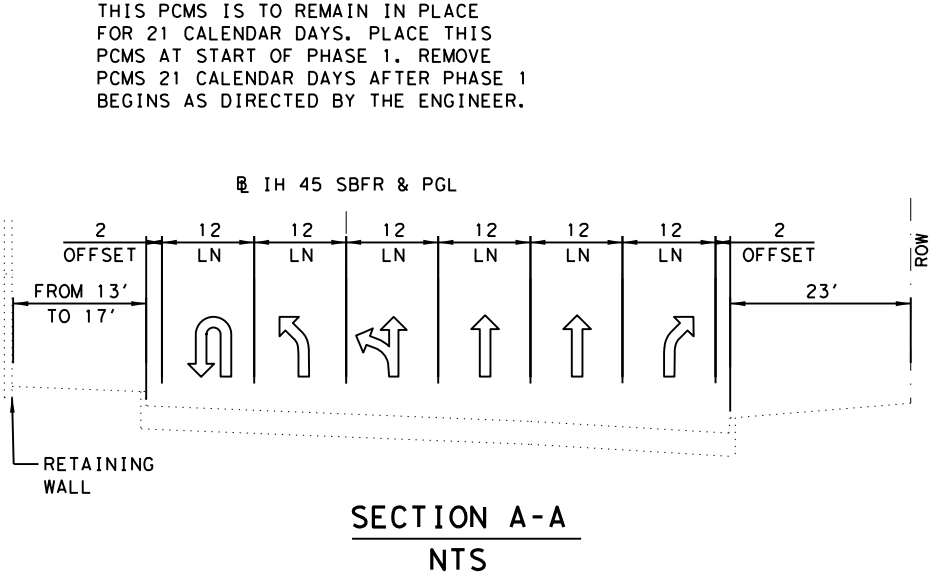 THIS PCMS IS TO REMAIN IN PLACE
FOR 21 CALENDAR DAYS. PLACE THIS
PCMS AT START OF PHASE 1. REMOVE
PCMS 21 CALENDAR DAYS AFTER PHASE 1
BEGINS AS DIRECTED BY THE ENGINEER.
BL IH 45 SBFR & PGL
2 12 12 12 12 12 12 2
OFFSET LN LN LN LN LN LN OFFSET
ROW
FROM 13'
TO 17'
23'
RETAINING
WALL
SECTION A-A
NTS